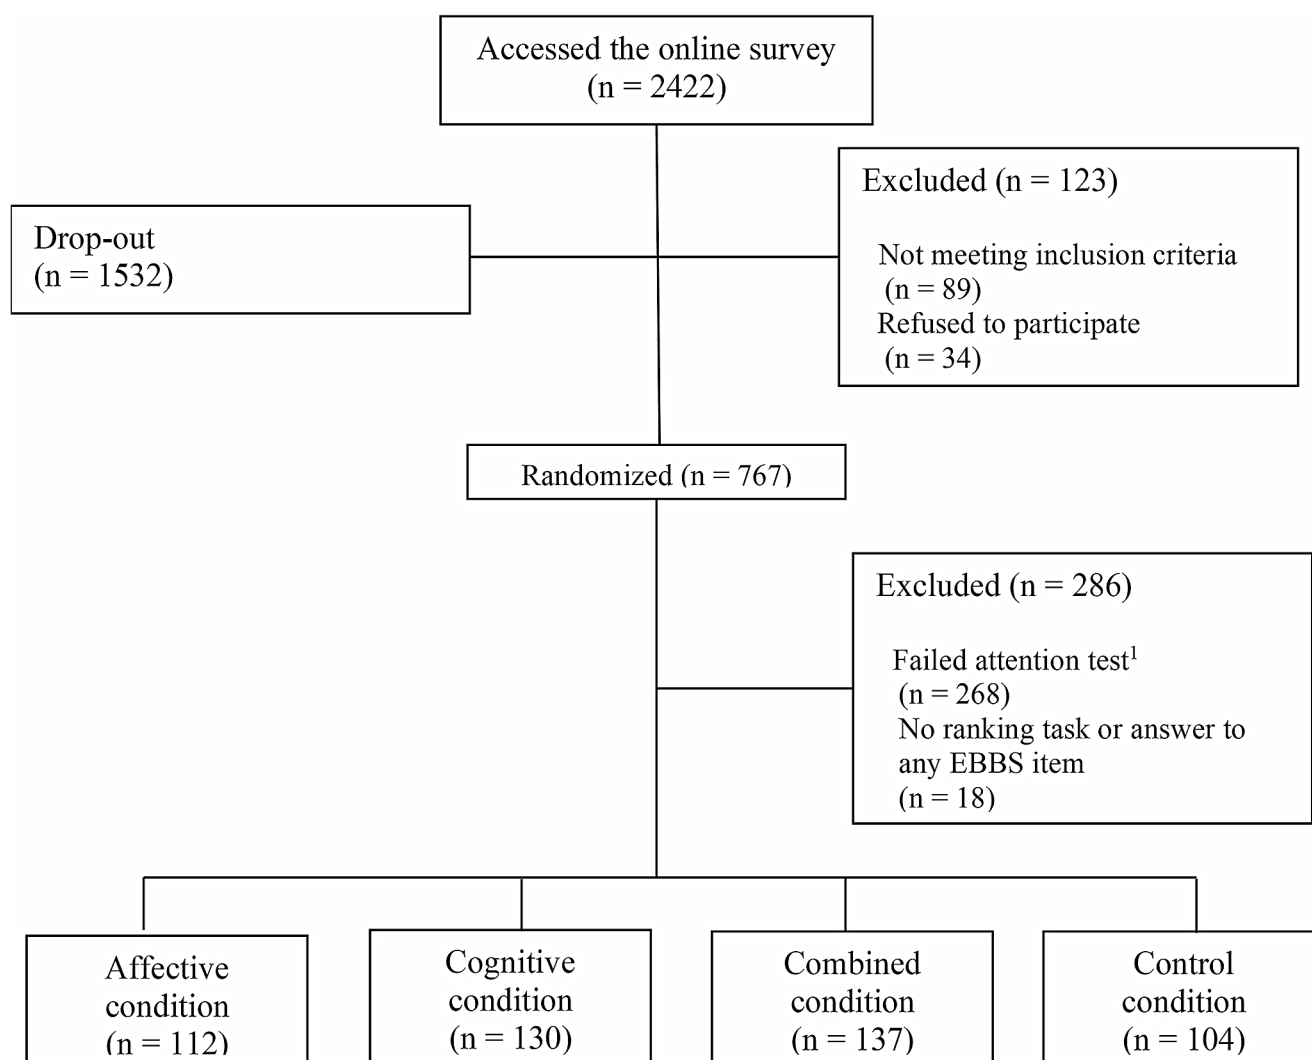 Accessed the online survey
(n = 2422)
Excluded (n = 123)
Not meeting inclusion criteria
(n = 89)
Refused to participate
(n = 34)
Drop-out
(n = 1532)
Randomized (n = 767)
Excluded (n = 286)
Failed attention test¹
(n = 268)
No ranking task or answer to
any EBBS item
(n = 18)
Affective
condition
(n = 112)
Cognitive
condition
(n = 130)
Combined
condition
(n = 137)
Control
condition
(n = 104)